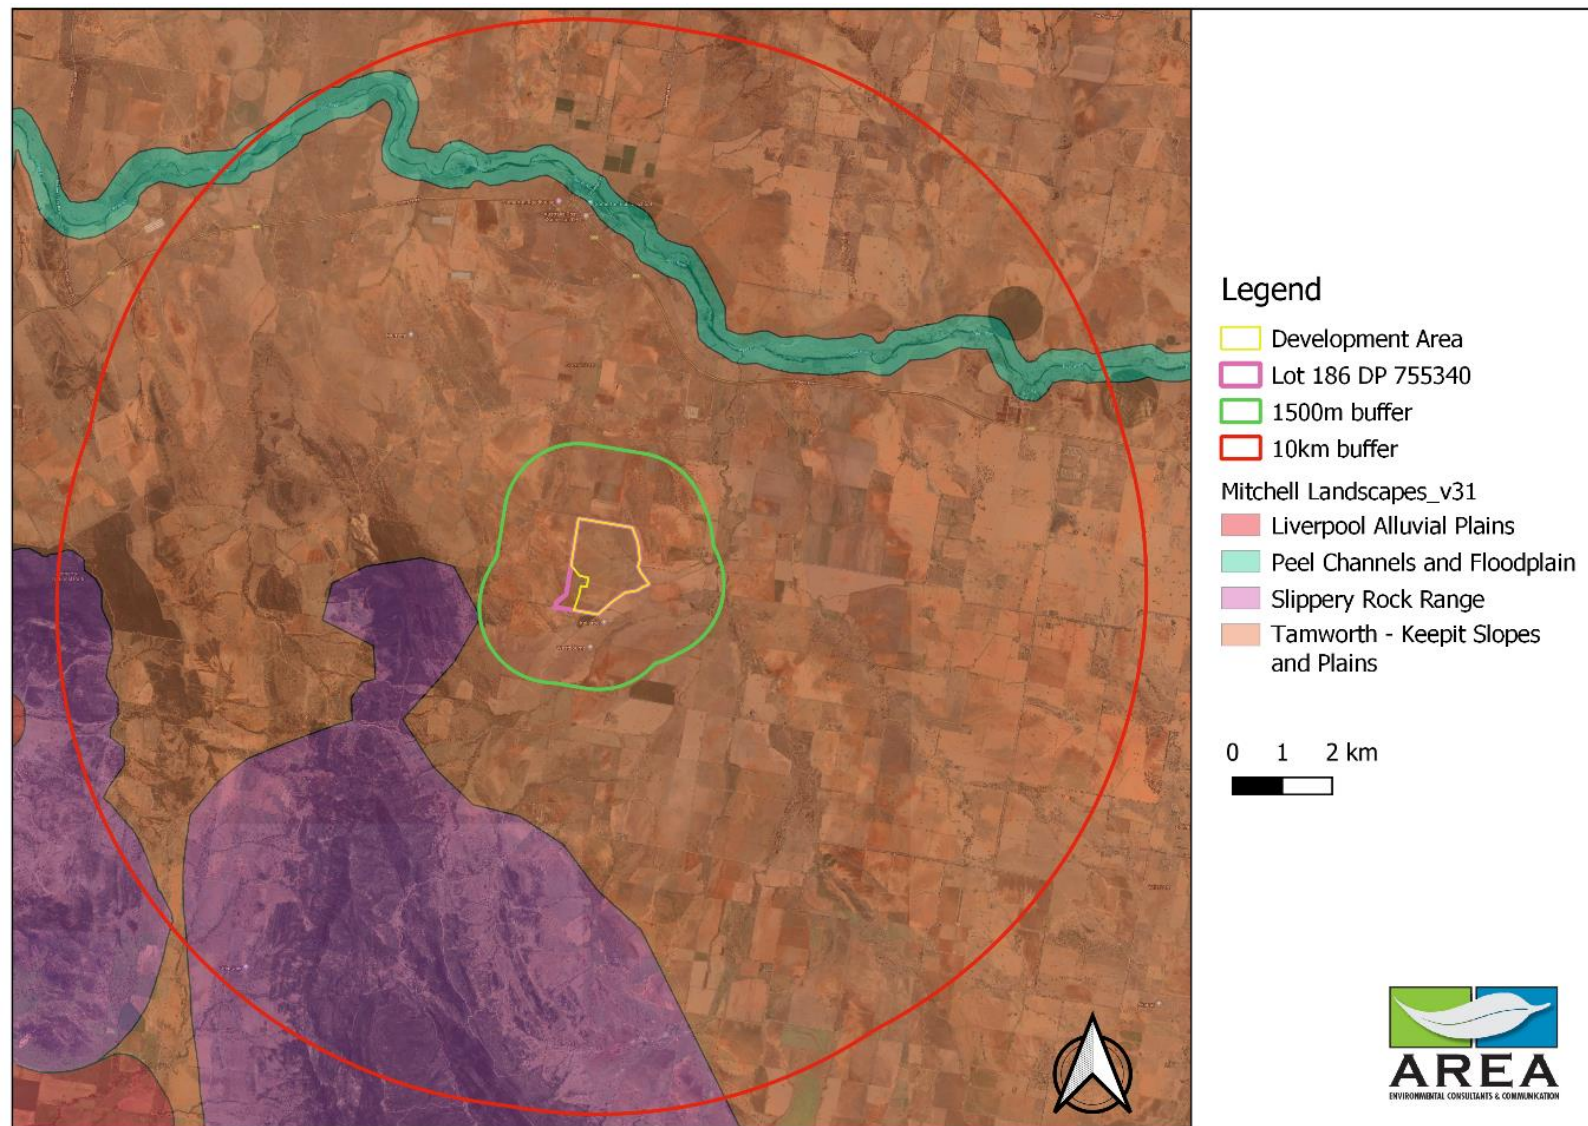 Legend
Development Area
Lot 186 DP 755340
1500m buffer
10km buffer
Mitchell Landscapes_v31
Liverpool Alluvial Plains
Peel Channels and Floodplain
Slippery Rock Range
Tamworth - Keepit Slopes
and Plains
0 1 2 km
AREA
ENVIRONMENTAL CONSULTANTS & COMMUNICATION